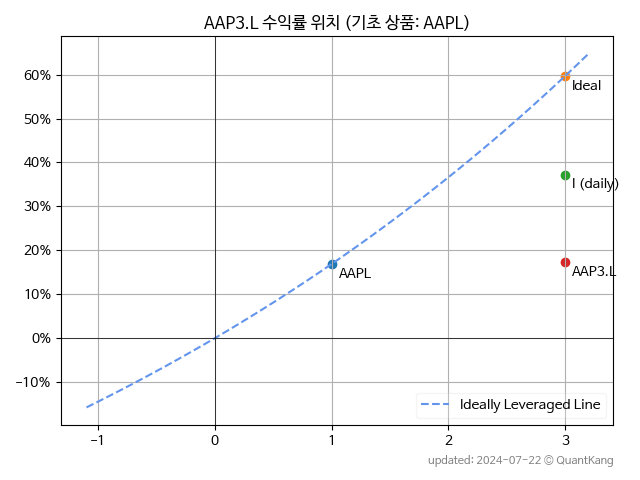 AAP3.L 수익률 위치 (기초 상품: AAPL)
60%
50%
40%
30%
20%
10%
0%
−10%
Ideal
I (daily)
AAP3.L
AAPL
Ideally Leveraged Line
−1 0 1 2 3
updated: 2024-07-22 © QuantKang